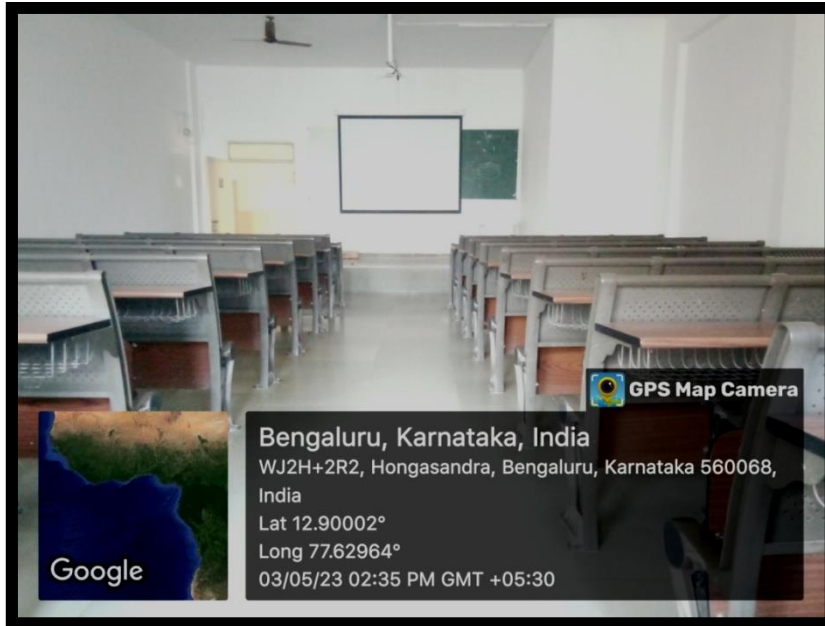 GPS Map Camera
Bengaluru, Karnataka, India
WJ2H+2R2, Hongasandra, Bengaluru, Karnataka 560068,
India
Lat 12.90002°
Long 77.62964°
03/05/23 02:35 PM GMT +05:30
Google